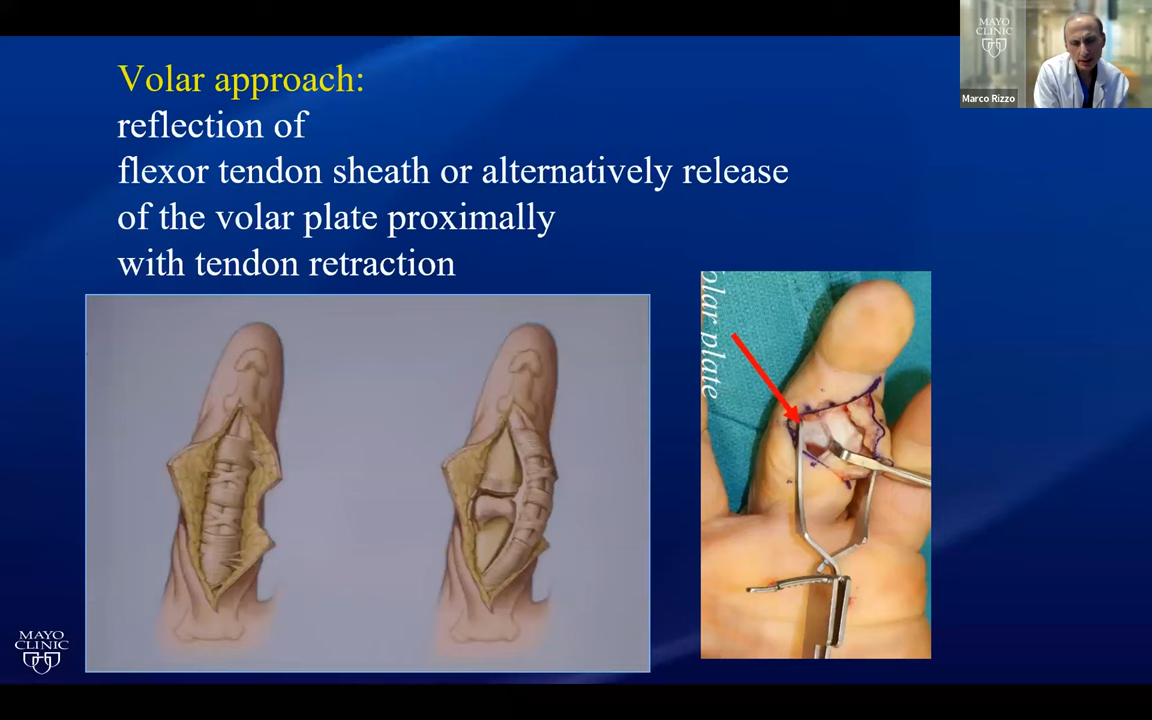 Volar approach:
reflection of
flexor tendon sheath or alternatively release
of the volar plate proximally
with tendon retraction
olar plate
MAYO
CLINIC
MAYO
CLINIC
Marco Rizzo